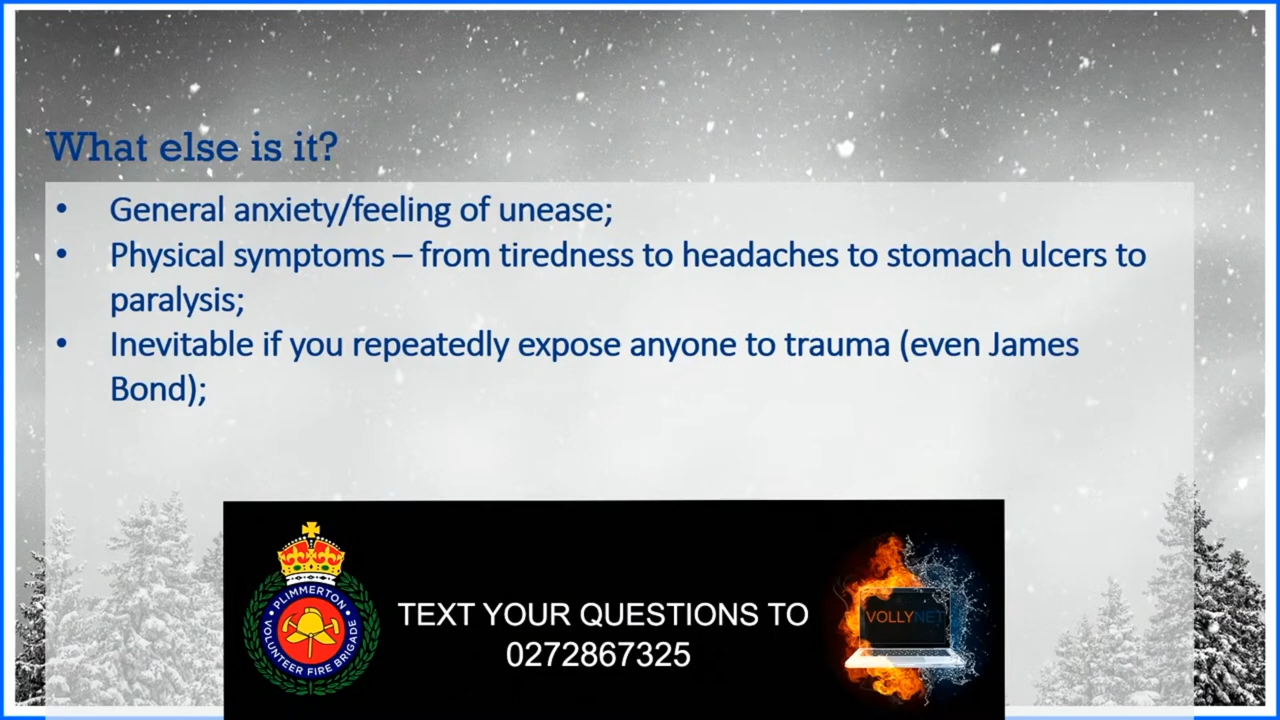 What else is it?
• General anxiety/feeling of unease;
• Physical symptoms – from tiredness to headaches to stomach ulcers to
paralysis;
• Inevitable if you repeatedly expose anyone to trauma (even James
Bond);
PLIMMERTON
VOLUNTEER FIRE BRIGADE
TEXT YOUR QUESTIONS TO
0272867325
VOLLYNET